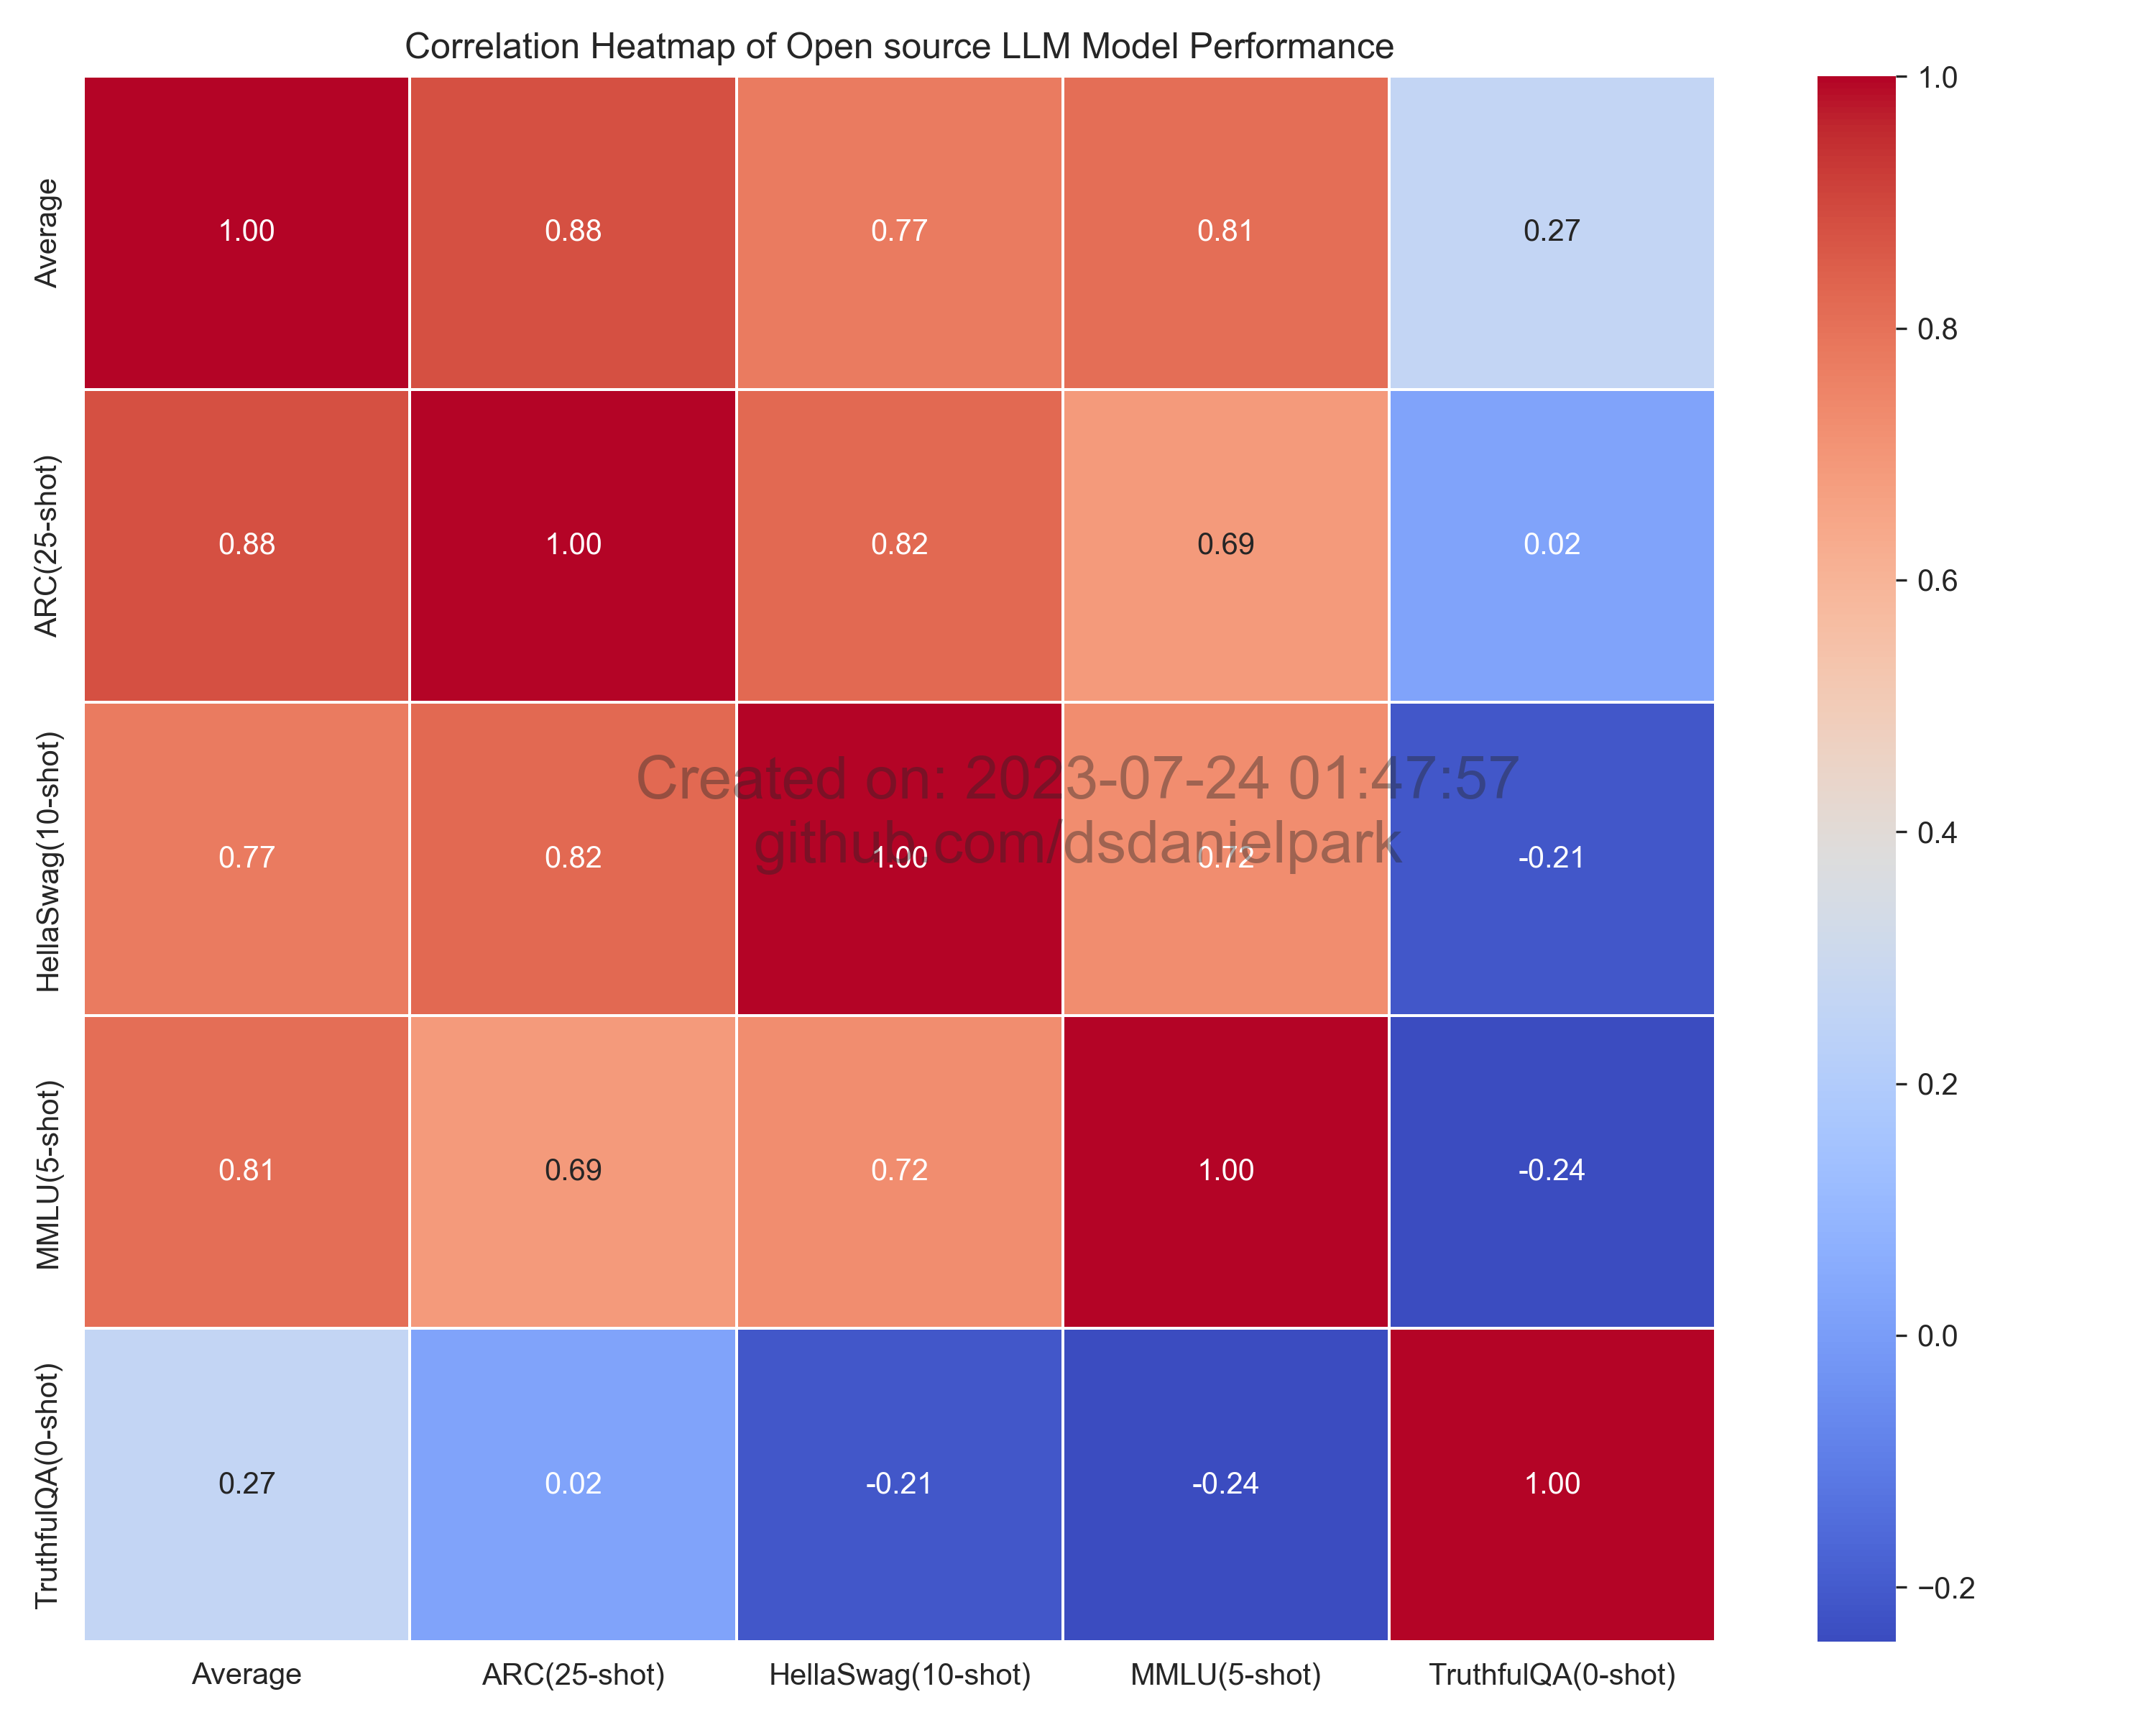 Correlation Heatmap of Open source LLM Model Performance
Average
1.00 0.88 0.77 0.81 0.27
ARC(25-shot)
0.88 1.00 0.82 0.69 0.02
HellaSwag(10-shot)
0.77 0.82 1.00 0.72 -0.21
MMLU(5-shot)
0.81 0.69 0.72 1.00 -0.24
TruthfulQA(0-shot)
0.27 0.02 -0.21 -0.24 1.00
Average ARC(25-shot) HellaSwag(10-shot) MMLU(5-shot) TruthfulQA(0-shot)
Created on: 2023-07-24 01:47:57
github.com/dsdanielpark
1.0
0.8
0.6
0.4
0.2
0.0
−0.2